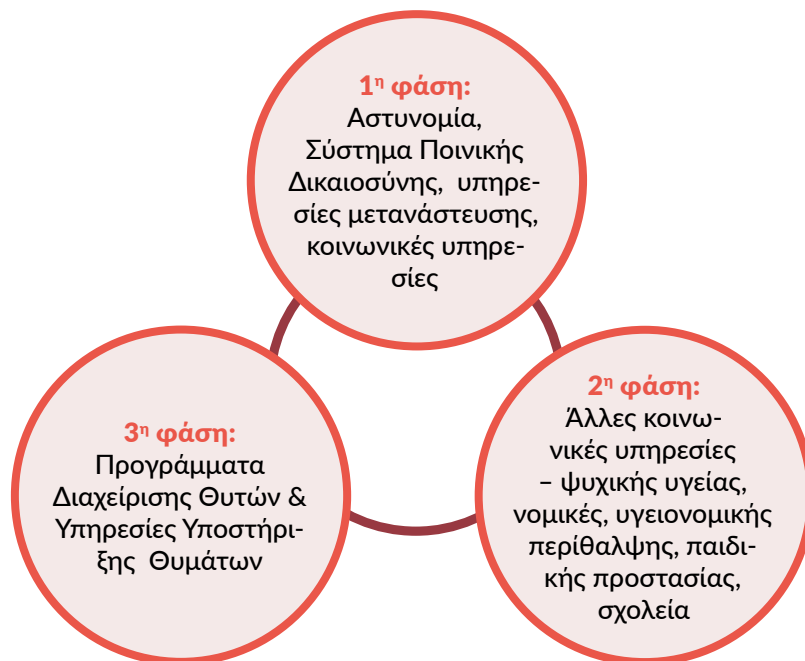 1η φάση:
Αστυνομία,
Σύστημα Ποινικής
Δικαιοσύνης, υπηρε-
σίες μετανάστευσης,
κοινωνικές υπηρε-
σίες
2η φάση:
Άλλες κοινω-
νικές υπηρεσίες
– ψυχικής υγείας,
νομικές, υγειονομικής
περίθαλψης, παιδι-
κής προστασίας,
σχολεία
3η φάση:
Προγράμματα
Διαχείρισης Θυτών &
Υπηρεσίες Υποστήρι-
ξης Θυμάτων